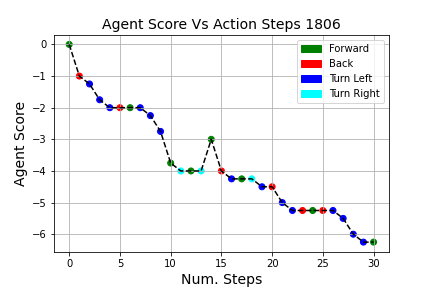 Agent Score Vs Action Steps 1806
Forward
Back
Turn Left
Turn Right
Agent Score
0
−1
−2
−3
−4
−5
−6
0 5 10 15 20 25 30
Num. Steps